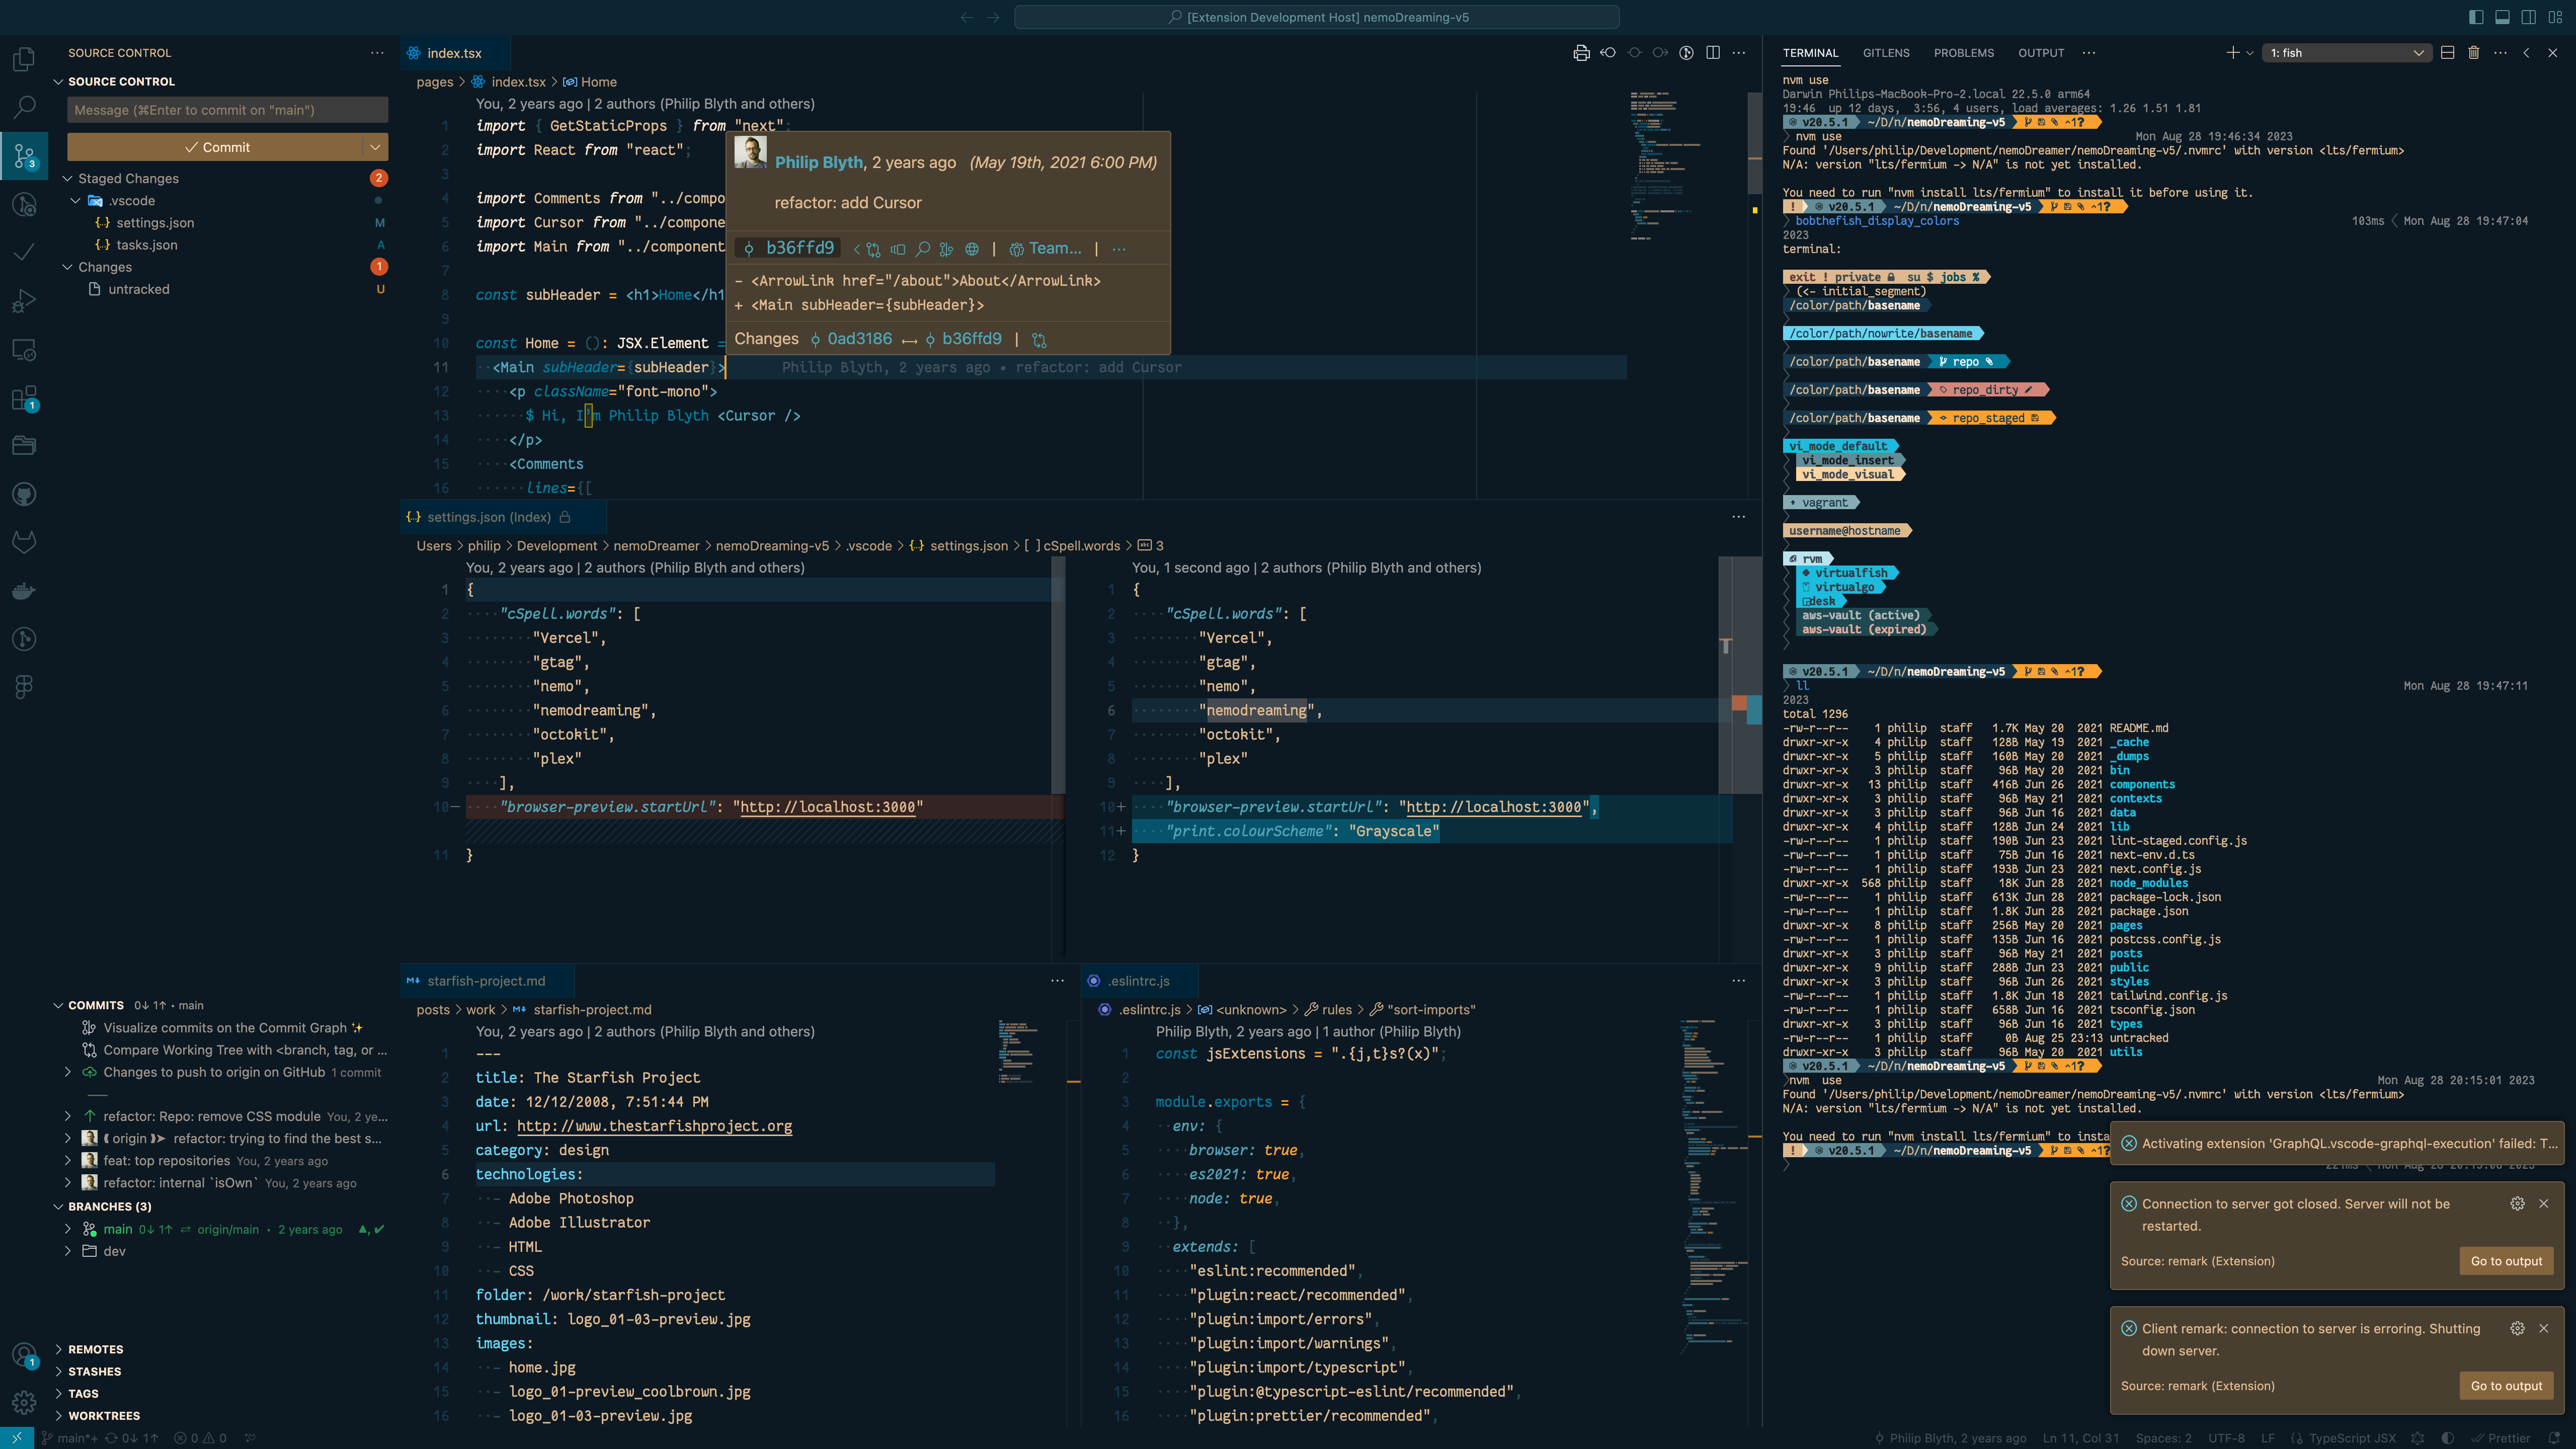 [Extension Development Host] nemoDreaming-v5
SOURCE CONTROL
SOURCE CONTROL
Message (⌘Enter to commit on "main")
Commit
Staged Changes 2
.vscode
settings.json M
tasks.json A
Changes 1
untracked U
3
1
COMMITS 0↓ 1↑ • main
Visualize commits on the Commit Graph ✨
Compare Working Tree with <branch, tag, or ...
Changes to push to origin on GitHub 1 commit
refactor: Repo: remove CSS module You, 2 ye...
origin refactor: trying to find the best s...
feat: top repositories You, 2 years ago
refactor: internal `isOwn` You, 2 years ago
BRANCHES (3)
main 0↓ 1↑ ⇄ origin/main • 2 years ago ▲, ✔
dev
REMOTES
STASHES
TAGS
WORKTREES
1
index.tsx
pages > index.tsx > Home
You, 2 years ago | 2 authors (Philip Blyth and others)
1 import { GetStaticProps } from "next";
2 import React from "react";
3
4 import Comments from "../compo
5 import Cursor from "../compone
6 import Main from "../component
7
8 const subHeader = <h1>Home</h1
9
10 const Home = (): JSX.Element =
11 <Main subHeader={subHeader}> Philip Blyth, 2 years ago • refactor: add Cursor
12 <p className="font-mono">
13 $ Hi, I’m Philip Blyth <Cursor />
14 </p>
15 <Comments
16 lines={[
Philip Blyth, 2 years ago (May 19th, 2021 6:00 PM)
refactor: add Cursor
b36ffd9 | Team... | ...
- <ArrowLink href="/about">About</ArrowLink>
+ <Main subHeader={subHeader}>
Changes 0ad3186 ↔ b36ffd9 |
settings.json (Index)
Users > philip > Development > nemoDreamer > nemoDreaming-v5 > .vscode > settings.json > [ ] cSpell.words > 3
You, 2 years ago | 2 authors (Philip Blyth and others)
1 {
2 "cSpell.words": [
3 "Vercel",
4 "gtag",
5 "nemo",
6 "nemodreaming",
7 "octokit",
8 "plex"
9 ],
10— "browser-preview.startUrl": "http://localhost:3000"
11 }
You, 1 second ago | 2 authors (Philip Blyth and others)
1 {
2 "cSpell.words": [
3 "Vercel",
4 "gtag",
5 "nemo",
6 "nemodreaming",
7 "octokit",
8 "plex"
9 ],
10+ "browser-preview.startUrl": "http://localhost:3000",
11+ "print.colourScheme": "Grayscale"
12 }
starfish-project.md
posts > work > starfish-project.md
You, 2 years ago | 2 authors (Philip Blyth and others)
1 ---
2 title: The Starfish Project
3 date: 12/12/2008, 7:51:44 PM
4 url: http://www.thestarfishproject.org
5 category: design
6 technologies:
7 - Adobe Photoshop
8 - Adobe Illustrator
9 - HTML
10 - CSS
11 folder: /work/starfish-project
12 thumbnail: logo_01-03-preview.jpg
13 images:
14 - home.jpg
15 - logo_01-preview_coolbrown.jpg
16 - logo_01-03-preview.jpg
.eslintrc.js
.eslintrc.js > <unknown> > rules > "sort-imports"
Philip Blyth, 2 years ago | 1 author (Philip Blyth)
1 const jsExtensions = ".{j,t}s?(x)";
2
3 module.exports = {
4 env: {
5 browser: true,
6 es2021: true,
7 node: true,
8 },
9 extends: [
10 "eslint:recommended",
11 "plugin:react/recommended",
12 "plugin:import/errors",
13 "plugin:import/warnings",
14 "plugin:import/typescript",
15 "plugin:@typescript-eslint/recommended",
16 "plugin:prettier/recommended",
TERMINAL GITLENS PROBLEMS OUTPUT ... 1: fish
nvm use
Darwin Philips-MacBook-Pro-2.local 22.5.0 arm64
19:46 up 12 days, 3:56, 4 users, load averages: 1.26 1.51 1.81
v20.5.1 ~/D/n/nemoDreaming-v5 1?
nvm use Mon Aug 28 19:46:34 2023
Found '/Users/philip/Development/nemoDreamer/nemoDreaming-v5/.nvmrc' with version <lts/fermium>
N/A: version "lts/fermium -> N/A" is not yet installed.
You need to run "nvm install lts/fermium" to install it before using it.
! v20.5.1 ~/D/n/nemoDreaming-v5 1?
bobthefish_display_colors 103ms < Mon Aug 28 19:47:04
2023
terminal:
exit ! private su $ jobs %
(<- initial_segment)
/color/path/basename
/color/path/nowrite/basename
/color/path/basename repo
/color/path/basename repo_dirty
/color/path/basename repo_staged
vi_mode_default
vi_mode_insert
vi_mode_visual
vagrant
username@hostname
rvm
virtualfish
virtualgo
desk
aws-vault (active)
aws-vault (expired)
v20.5.1 ~/D/n/nemoDreaming-v5 1?
ll Mon Aug 28 19:47:11
2023
total 1296
-rw-r--r-- 1 philip staff 1.7K May 20 2021 README.md
drwxr-xr-x 4 philip staff 128B May 19 2021 _cache
drwxr-xr-x 5 philip staff 160B May 20 2021 _dumps
drwxr-xr-x 3 philip staff 96B May 20 2021 bin
drwxr-xr-x 13 philip staff 416B Jun 26 2021 components
drwxr-xr-x 3 philip staff 96B May 21 2021 contexts
drwxr-xr-x 3 philip staff 96B Jun 16 2021 data
drwxr-xr-x 4 philip staff 128B Jun 24 2021 lib
-rw-r--r-- 1 philip staff 190B Jun 23 2021 lint-staged.config.js
-rw-r--r-- 1 philip staff 75B Jun 16 2021 next-env.d.ts
-rw-r--r-- 1 philip staff 193B Jun 23 2021 next.config.js
drwxr-xr-x 568 philip staff 18K Jun 28 2021 node_modules
-rw-r--r-- 1 philip staff 613K Jun 28 2021 package-lock.json
-rw-r--r-- 1 philip staff 1.8K Jun 28 2021 package.json
drwxr-xr-x 8 philip staff 256B May 20 2021 pages
-rw-r--r-- 1 philip staff 135B Jun 16 2021 postcss.config.js
drwxr-xr-x 3 philip staff 96B May 21 2021 posts
drwxr-xr-x 9 philip staff 288B Jun 23 2021 public
drwxr-xr-x 3 philip staff 96B Jun 26 2021 styles
-rw-r--r-- 1 philip staff 1.8K Jun 18 2021 tailwind.config.js
-rw-r--r-- 1 philip staff 658B Jun 16 2021 tsconfig.json
drwxr-xr-x 3 philip staff 96B Jun 16 2021 types
-rw-r--r-- 1 philip staff 0B Aug 25 23:13 untracked
drwxr-xr-x 3 philip staff 96B May 20 2021 utils
v20.5.1 ~/D/n/nemoDreaming-v5 1?
nvm use Mon Aug 28 20:15:01 2023
Found '/Users/philip/Development/nemoDreamer/nemoDreaming-v5/.nvmrc' with version <lts/fermium>
N/A: version "lts/fermium -> N/A" is not yet installed.
You need to run "nvm install lts/fermium" to insta
! v20.5.1 ~/D/n/nemoDreaming-v5 1?
Activating extension 'GraphQL.vscode-graphql-execution' failed: T...
Connection to server got closed. Server will not be
restarted.
Source: remark (Extension) Go to output
Client remark: connection to server is erroring. Shutting
down server.
Source: remark (Extension) Go to output
main*+ 0↓ 1↑ 0 0 Philip Blyth, 2 years ago Ln 11, Col 31 Spaces: 2 UTF-8 LF TypeScript JSX Prettier